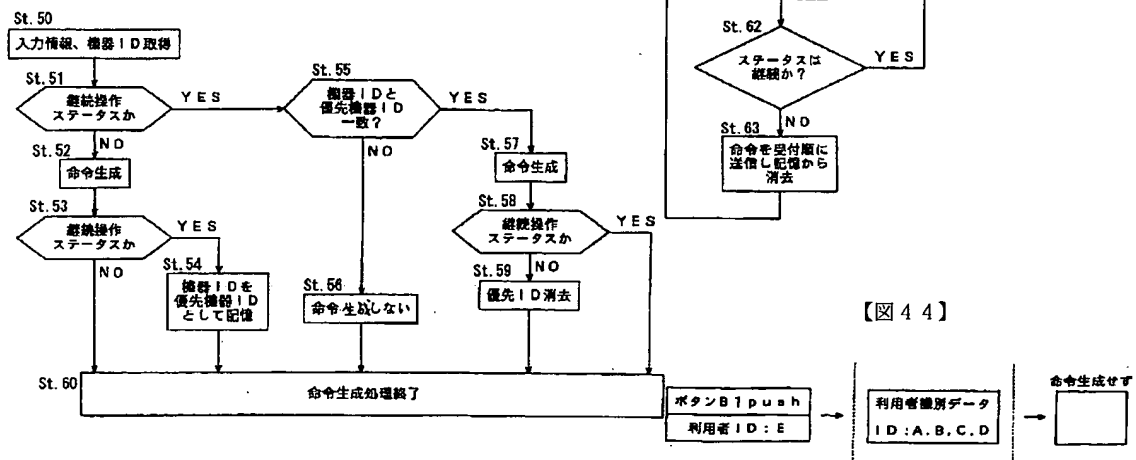 St.50
入力情報、機器ID取得
St.51
継続操作
ステータスか
YES
NO
St.52
命令生成
St.53
継続操作
ステータスか
YES
NO
St.54
機器IDを
優先機器ID
として記憶
St.55
機器IDと
優先機器ID
一致?
YES
NO
St.56
命令生成しない
St.57
命令生成
St.58
継続操作
ステータスか
YES
NO
St.59
優先ID消去
St.60
命令生成処理終了
St.62
ステータスは
継続か?
YES
NO
St.63
命令を受付順に
送信し記憶から
消去
【図44】
ボタンB1push
利用者ID:E
利用者識別データ
ID:A.B.C.D
命令生成せず